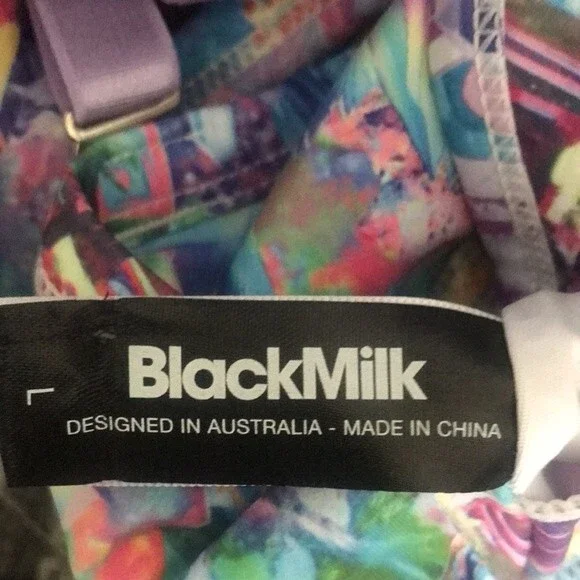 BlackMilk
DESIGNED IN AUSTRALIA - MADE IN CHINA
L